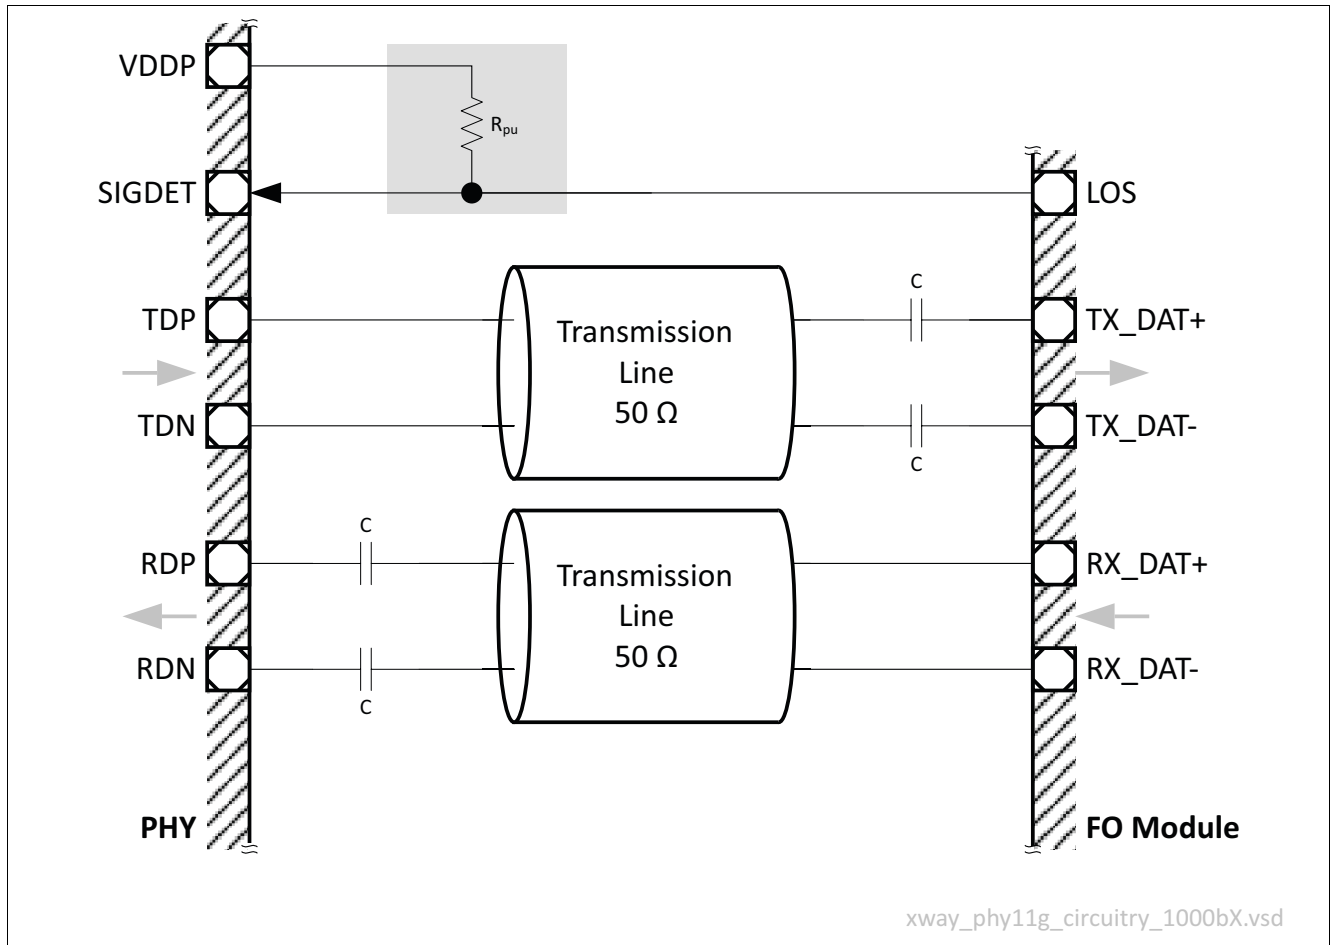 VDDP
R_pu
SIGDET
LOS
C
TDP
Transmission
Line
50 Ω
TX_DAT+
TDN
TX_DAT-
C
C
RDP
Transmission
Line
50 Ω
RX_DAT+
RDN
RX_DAT-
C
PHY
FO Module
xway_phy11g_circuitry_1000bX.vsd